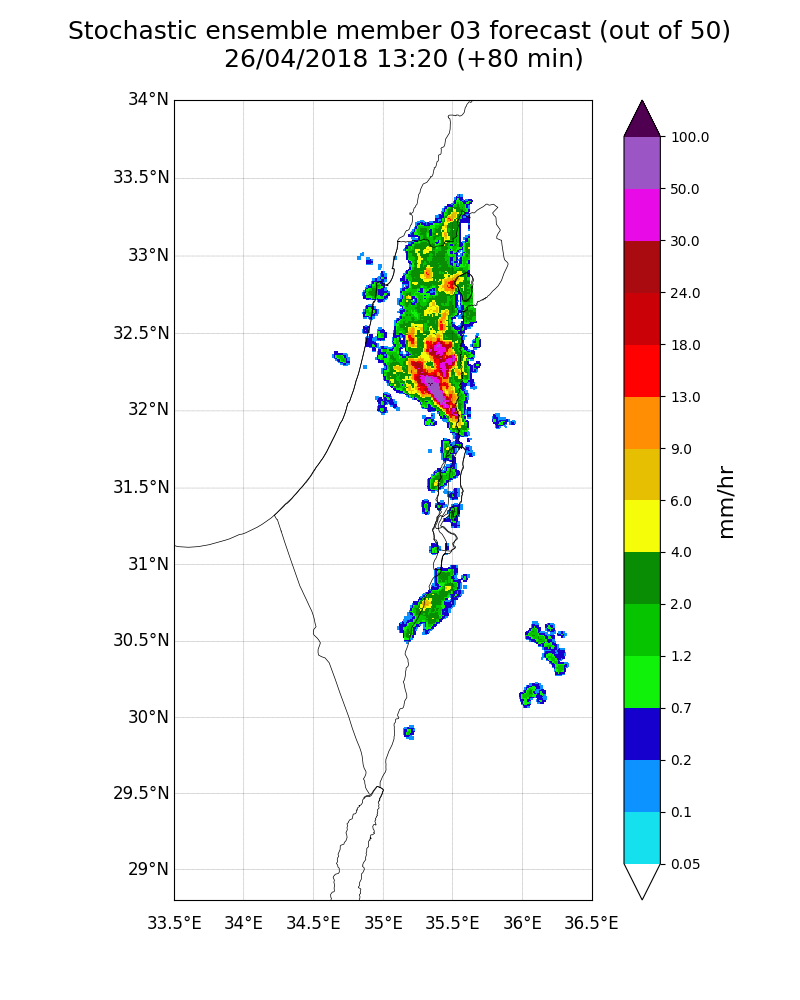 Stochastic ensemble member 03 forecast (out of 50)
26/04/2018 13:20 (+80 min)
34°N
33.5°N
33°N
32.5°N
32°N
31.5°N
31°N
30.5°N
30°N
29.5°N
29°N
33.5°E
34°E
34.5°E
35°E
35.5°E
36°E
36.5°E
100.0
50.0
30.0
24.0
18.0
13.0
9.0
6.0
4.0
2.0
1.2
0.7
0.2
0.1
0.05
mm/hr